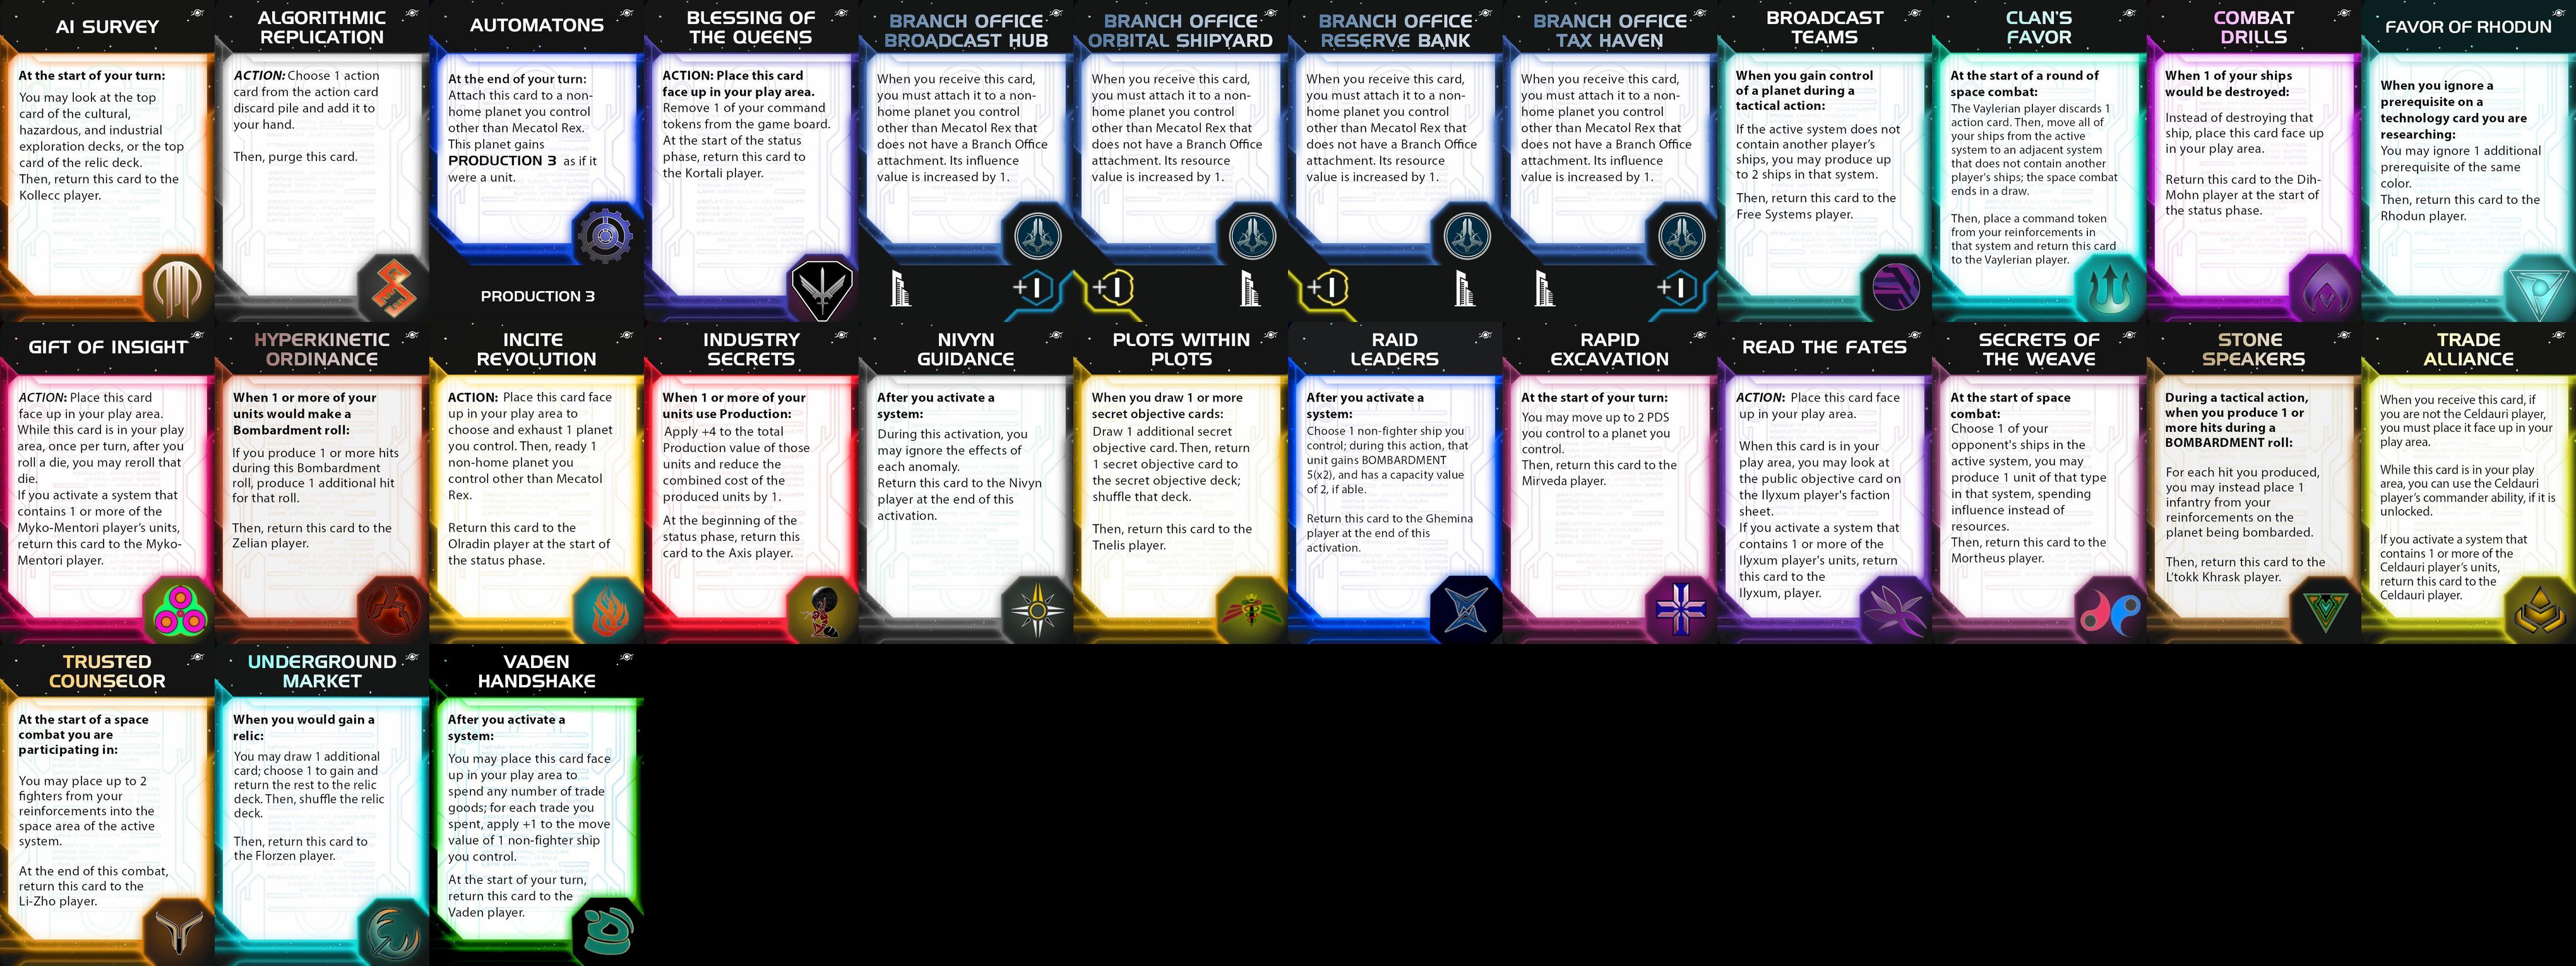 AI SURVEY
At the start of your turn:
You may look at the top
card of the cultural,
hazardous, and industrial
exploration decks, or the top
card of the relic deck.
Then, return this card to the
Kollecc player.
ALGORITHMIC
REPLICATION
ACTION: Choose 1 action
card from the action card
discard pile and add it to
your hand.
Then, purge this card.
AUTOMATONS
At the end of your turn:
Attach this card to a non-
home planet you control
other than Mecatol Rex.
This planet gains
PRODUCTION 3 as if it
were a unit.
PRODUCTION 3
BLESSING OF
THE QUEENS
ACTION: Place this card
face up in your play area.
Remove 1 of your command
tokens from the game board.
At the start of the status
phase, return this card to
the Kortali player.
BRANCH OFFICE
BROADCAST HUB
When you receive this card,
you must attach it to a non-
home planet you control
other than Mecatol Rex that
does not have a Branch Office
attachment. Its influence
value is increased by 1.
+1
BRANCH OFFICE
ORBITAL SHIPYARD
When you receive this card,
you must attach it to a non-
home planet you control
other than Mecatol Rex that
does not have a Branch Office
attachment. Its resource
value is increased by 1.
+1
BRANCH OFFICE
RESERVE BANK
When you receive this card,
you must attach it to a non-
home planet you control
other than Mecatol Rex that
does not have a Branch Office
attachment. Its resource
value is increased by 1.
+1
BRANCH OFFICE
TAX HAVEN
When you receive this card,
you must attach it to a non-
home planet you control
other than Mecatol Rex that
does not have a Branch Office
attachment. Its influence
value is increased by 1.
+1
BROADCAST
TEAMS
When you gain control
of a planet during a
tactical action:
If the active system does not
contain another player's
ships, you may produce up
to 2 ships in that system.
Then, return this card to the
Free Systems player.
CLAN'S
FAVOR
At the start of a round of
space combat:
The Vaylerian player discards 1
action card. Then, move all of
your ships from the active
system to an adjacent system
that does not contain another
player's ships; the space combat
ends in a draw.
Then, place a command token
from your reinforcements in
that system and return this card
to the Vaylerian player.
COMBAT
DRILLS
When 1 of your ships
would be destroyed:
Instead of destroying that
ship, place this card face up
in your play area.
Return this card to the Dih-
Mohn player at the start of
the status phase.
FAVOR OF RHODUN
When you ignore a
prerequisite on a
technology card you are
researching:
You may ignore 1 additional
prerequisite of the same
color.
Then, return this card to the
Rhodun player.
GIFT OF INSIGHT
ACTION: Place this card
face up in your play area.
While this card is in your play
area, once per turn, after you
roll a die, you may reroll that
die.
If you activate a system that
contains 1 or more of the
Myko-Mentori player's units,
return this card to the Myko-
Mentori player.
HYPERKINETIC
ORDINANCE
When 1 or more of your
units would make a
Bombardment roll:
If you produce 1 or more hits
during this Bombardment
roll, produce 1 additional hit
for that roll.
Then, return this card to the
Zelian player.
INCITE
REVOLUTION
ACTION: Place this card face
up in your play area to
choose and exhaust 1 planet
you control. Then, ready 1
non-home planet you
control other than Mecatol
Rex.
Return this card to the
Olradin player at the start of
the status phase.
INDUSTRY
SECRETS
When 1 or more of your
units use Production:
Apply +4 to the total
Production value of those
units and reduce the
combined cost of the
produced units by 1.
At the beginning of the
status phase, return this
card to the Axis player.
NIVYN
GUIDANCE
After you activate a
system:
During this activation, you
may ignore the effects of
each anomaly.
Return this card to the Nivyn
player at the end of this
activation.
PLOTS WITHIN
PLOTS
When you draw 1 or more
secret objective cards:
Draw 1 additional secret
objective card. Then, return
1 secret objective card to
the secret objective deck;
shuffle that deck.
Then, return this card to the
Tnelis player.
RAID
LEADERS
After you activate a
system:
Choose 1 non-fighter ship you
control; during this action, that
unit gains BOMBARDMENT
5(x2), and has a capacity value
of 2, if able.
Return this card to the Ghemina
player at the end of this
activation.
RAPID
EXCAVATION
At the start of your turn:
You may move up to 2 PDS
you control to a planet you
control.
Then, return this card to the
Mirveda player.
READ THE FATES
ACTION: Place this card face
up in your play area.
When this card is in your
play area, you may look at
the public objective card on
the Ilyxum player's faction
sheet.
If you activate a system that
contains 1 or more of the
Ilyxum player's units, return
this card to the
Ilyxum, player.
SECRETS OF
THE WEAVE
At the start of space
combat:
Choose 1 of your
opponent's ships in the
active system, you may
produce 1 unit of that type
in that system, spending
influence instead of
resources.
Then, return this card to the
Mortheus player.
STONE
SPEAKERS
During a tactical action,
when you produce 1 or
more hits during a
BOMBARDMENT roll:
For each hit you produced,
you may instead place 1
infantry from your
reinforcements on the
planet being bombarded.
Then, return this card to the
L'tokk Khrask player.
TRADE
ALLIANCE
When you receive this card, if
you are not the Celdauri player,
you must place it face up in your
play area.
While this card is in your play
area, you can use the Celdauri
player's commander ability, if it is
unlocked.
If you activate a system that
contains 1 or more of the
Celdauri player's units,
return this card to the
Celdauri player.
TRUSTED
COUNSELOR
At the start of a space
combat you are
participating in:
You may place up to 2
fighters from your
reinforcements into the
space area of the active
system.
At the end of this combat,
return this card to the
Li-Zho player.
UNDERGROUND
MARKET
When you would gain a
relic:
You may draw 1 additional
card; choose 1 to gain and
return the rest to the relic
deck. Then, shuffle the relic
deck.
Then, return this card to
the Florzen player.
VADEN
HANDSHAKE
After you activate a
system:
You may place this card face
up in your play area to
spend any number of trade
goods; for each trade you
spent, apply +1 to the move
value of 1 non-fighter ship
you control.
At the start of your turn,
return this card to the
Vaden player.